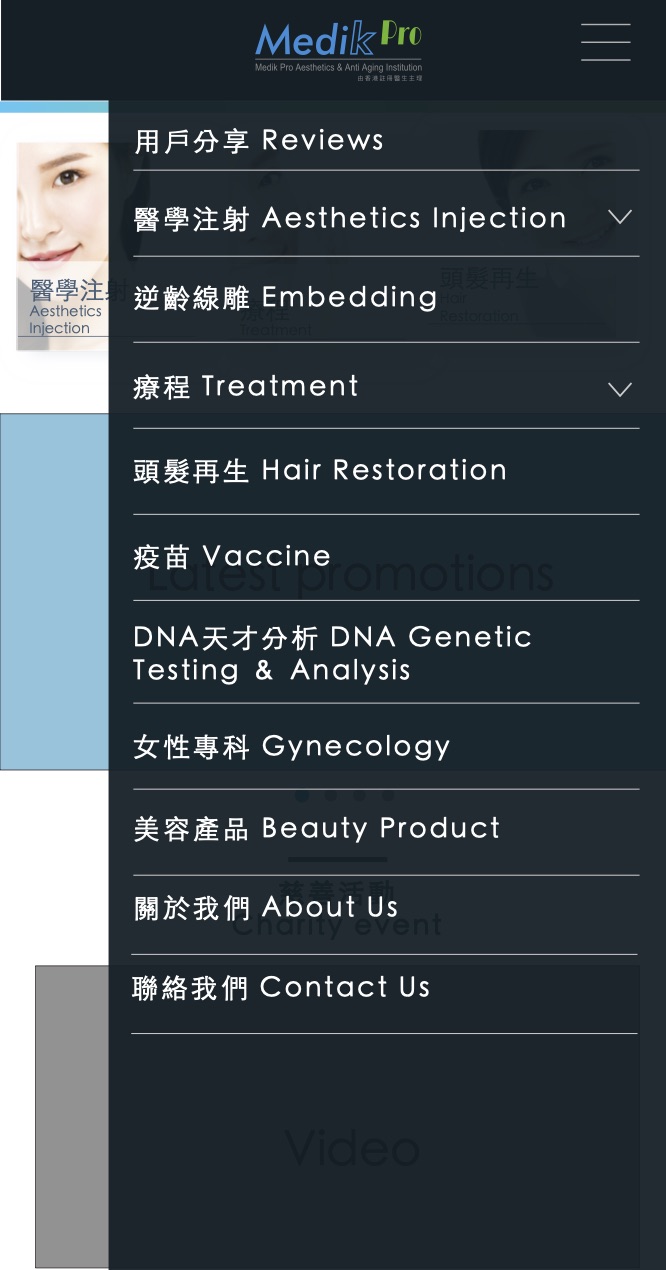 Medik Pro
Medik Pro Aesthetics & Anti Aging Institution
由香港註冊醫生主理
用戶分享 Reviews
醫學注射 Aesthetics Injection
醫學注射
Aesthetics
Injection
頭髮再生
Hair
Restoration
逆齡線雕 Embedding
療程
Treatment
療程 Treatment
頭髮再生 Hair Restoration
疫苗 Vaccine
Latest promotions
DNA天才分析 DNA Genetic
Testing & Analysis
女性專科 Gynecology
美容產品 Beauty Product
慈善活動
Charity event
關於我們 About Us
聯絡我們 Contact Us
Video